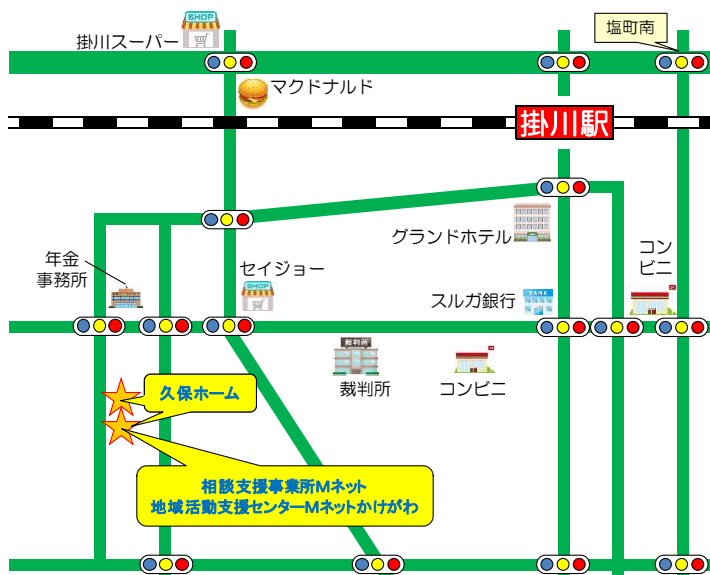 SHOP
掛川スーパー
塩町南
マクドナルド
掛川駅
グランドホテル
コン
ビニ
年金
事務所
セイジョー
SHOP
スルガ銀行
BANK
裁判所
裁判所
コンビニ
久保ホーム
相談支援事業所Mネット
地域活動支援センターMネットかけがわ